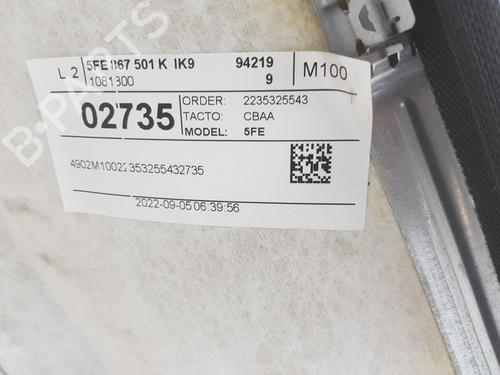 L 2
5FE 867 501 K IK9 94219
1081300 9
M100
02735
ORDER: 2235325543
TACTO: CBAA
MODEL: 5FE
4902M10022353255432735
2022-09-05 06:39:56
B-PARTS